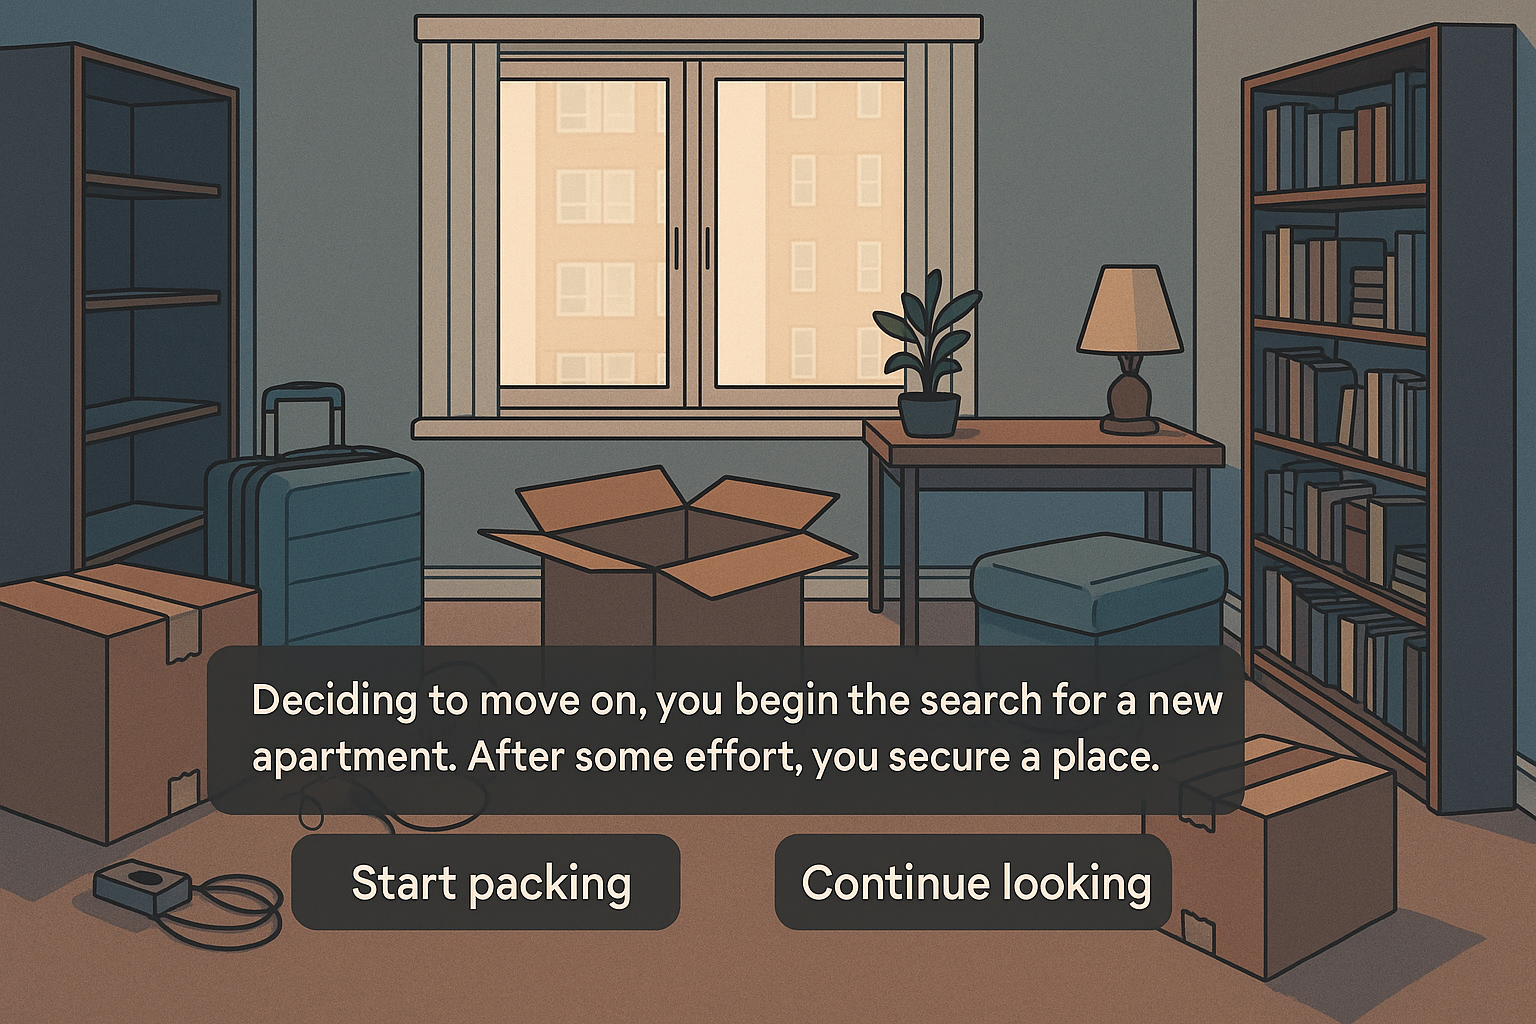 Deciding to move on, you begin the search for a new
apartment. After some effort, you secure a place.
Start packing
Continue looking